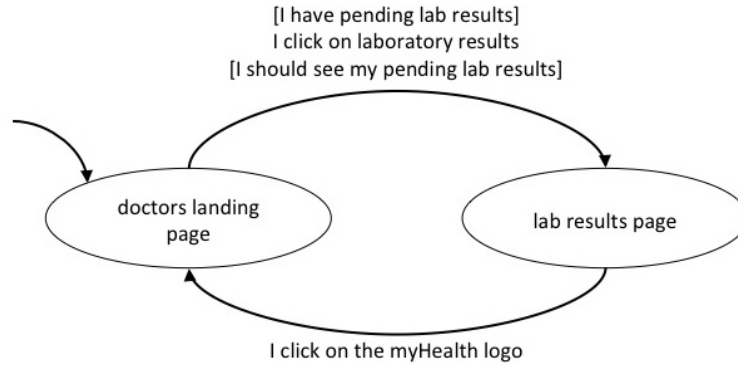 [I have pending lab results]
I click on laboratory results
[I should see my pending lab results]
doctors landing
page
lab results page
I click on the myHealth logo